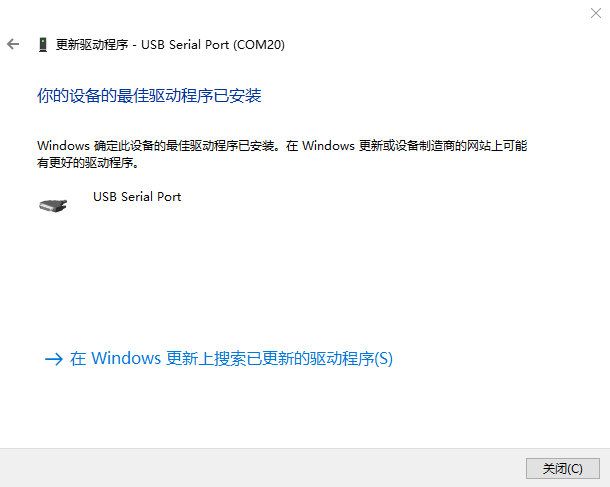 更新驱动程序 - USB Serial Port (COM20)
你的设备的最佳驱动程序已安装
Windows 确定此设备的最佳驱动程序已安装。在 Windows 更新或设备制造商的网站上可能
有更好的驱动程序。
USB Serial Port
在 Windows 更新上搜索已更新的驱动程序(S)
关闭(C)